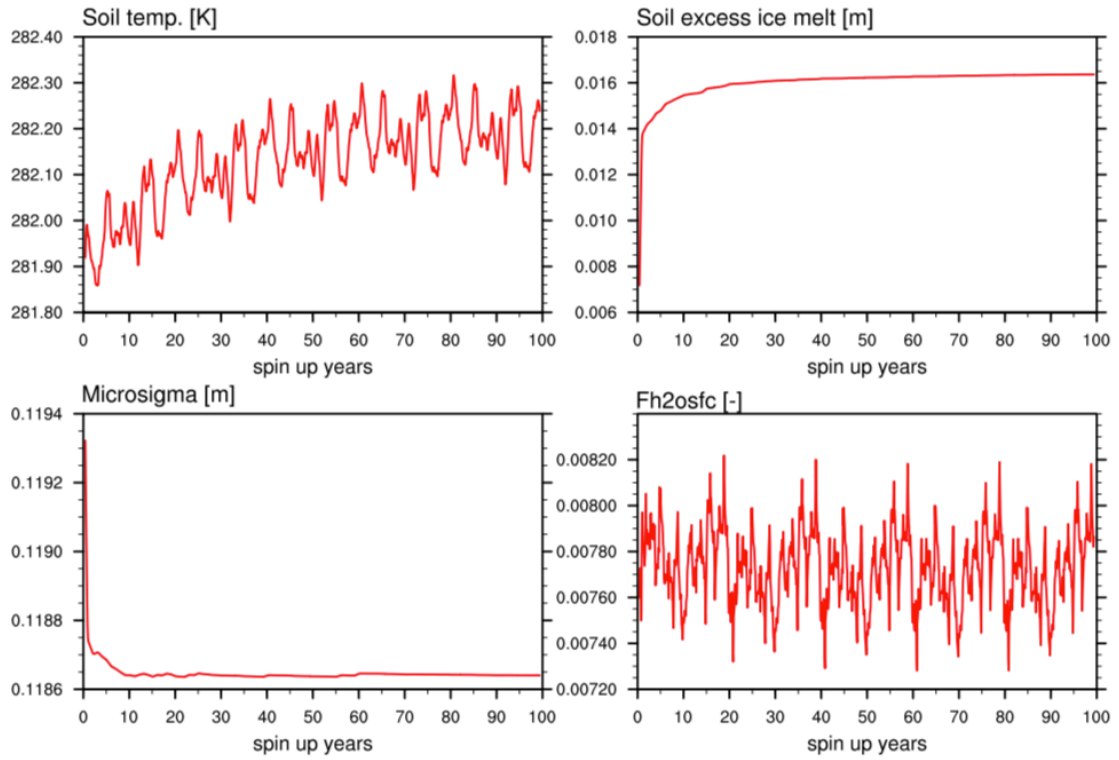 Soil temp. [K]
282.40
282.30
282.20
282.10
282.00
281.90
281.80
0 10 20 30 40 50 60 70 80 90 100
spin up years
Soil excess ice melt [m]
0.018
0.016
0.014
0.012
0.010
0.008
0.006
0 10 20 30 40 50 60 70 80 90 100
spin up years
Microsigma [m]
0.1194
0.1192
0.1190
0.1188
0.1186
0 10 20 30 40 50 60 70 80 90 100
spin up years
Fh2osfc [-]
0.00820
0.00800
0.00780
0.00760
0.00740
0.00720
0 10 20 30 40 50 60 70 80 90 100
spin up years